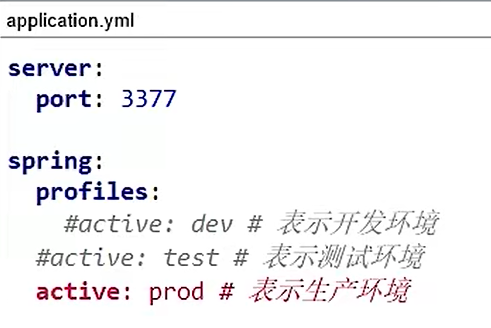 application.yml
server:
  port: 3377
spring:
  profiles:
    #active: dev # 表示开发环境
  #active: test # 表示测试环境
  active: prod # 表示生产环境